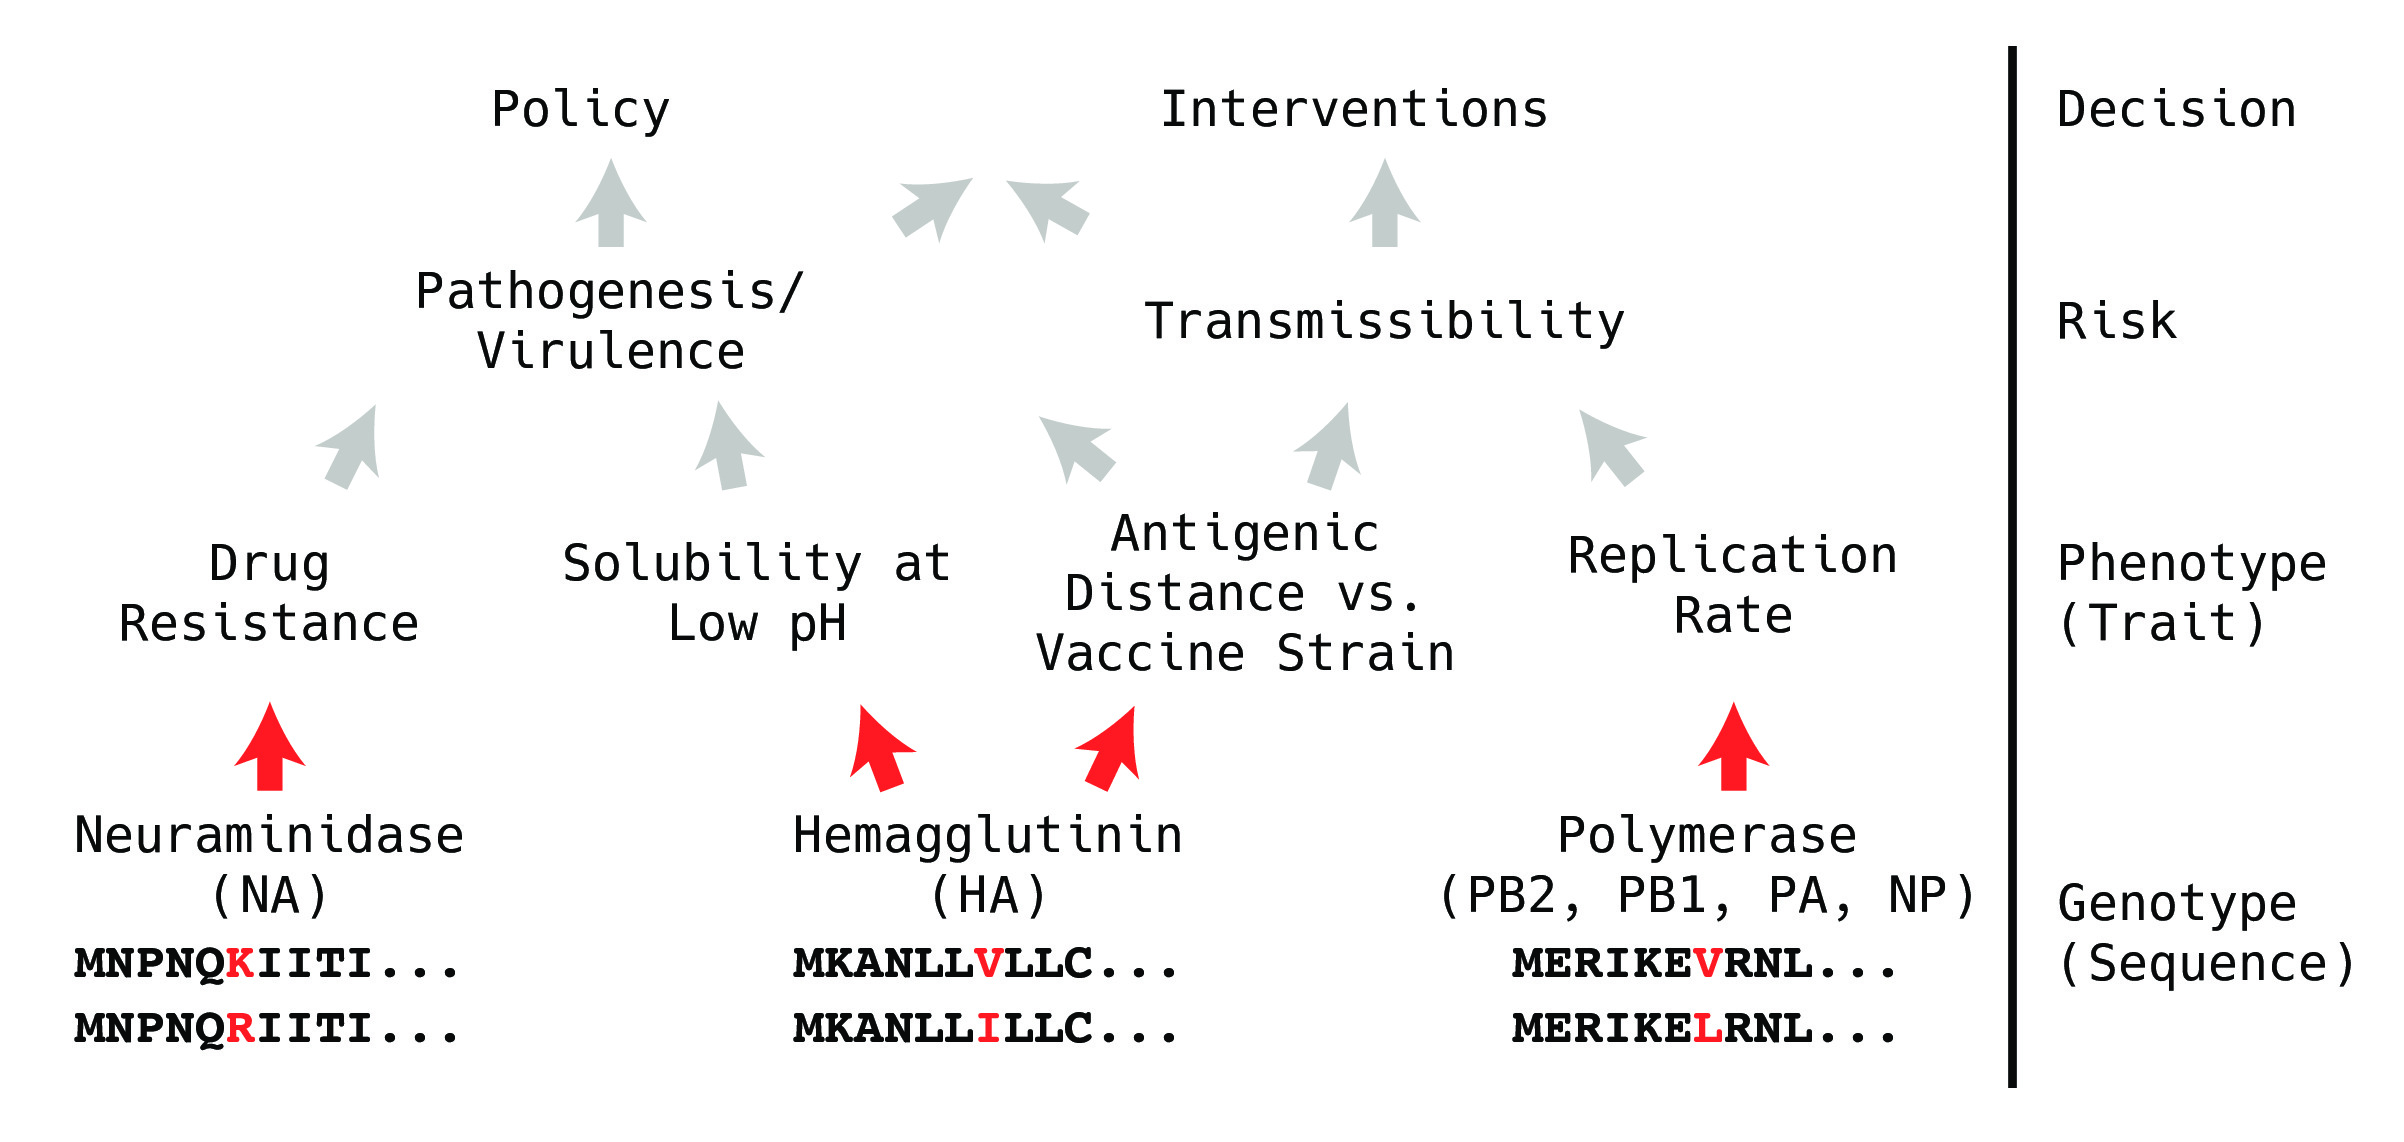 Policy
Interventions
Decision
Pathogenesis/
Virulence
Transmissibility
Risk
Drug
Resistance
Solubility at
Low pH
Antigenic
Distance vs.
Vaccine Strain
Replication
Rate
Phenotype
(Trait)
Neuraminidase
(NA)
MNPNQKIITI...
MNPNQRIITI...
Hemagglutinin
(HA)
MKANLLVLLC...
MKANLLILLC...
Polymerase
(PB2, PB1, PA, NP)
MERIKEVRNL...
MERIKELRNL...
Genotype
(Sequence)